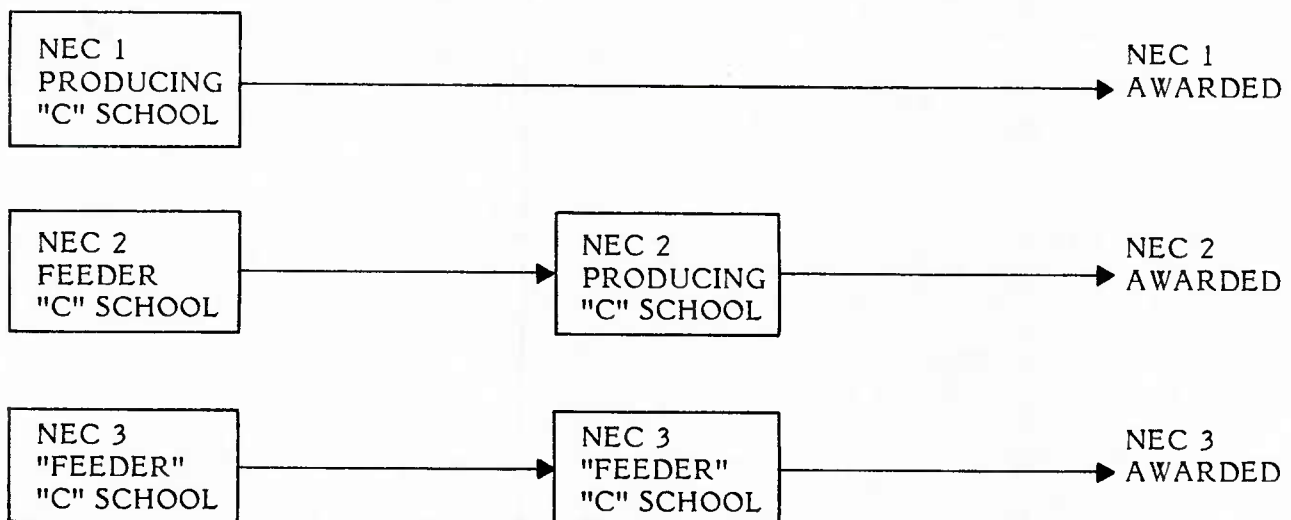 NEC 1
PRODUCING
"C" SCHOOL
NEC 1
AWARDED
NEC 2
FEEDER
"C" SCHOOL
NEC 2
PRODUCING
"C" SCHOOL
NEC 2
AWARDED
NEC 3
"FEEDER"
"C" SCHOOL
NEC 3
"FEEDER"
"C" SCHOOL
NEC 3
AWARDED